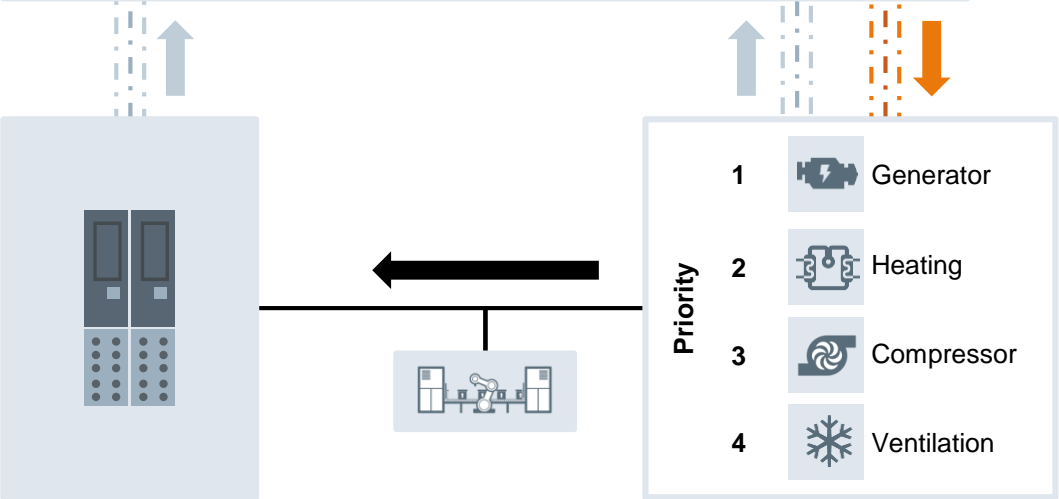 Priority
1 Generator
2 Heating
3 Compressor
4 Ventilation